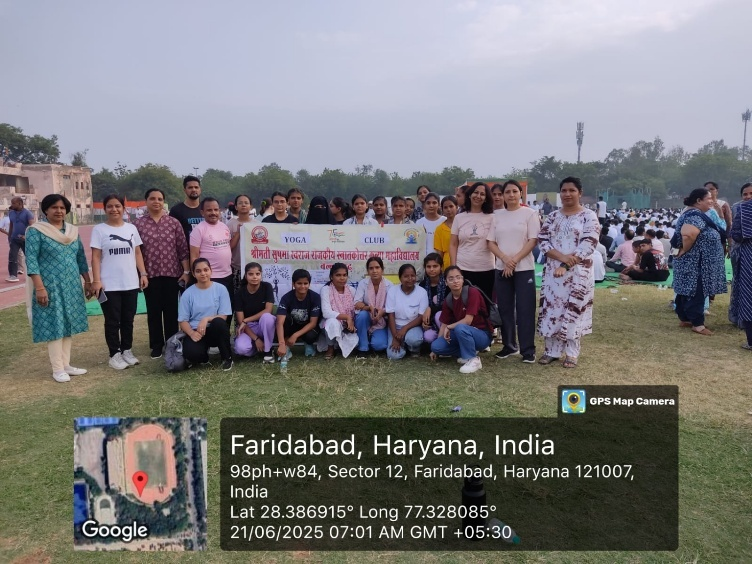 YOGA CLUB
श्रीमती सुषमा स्वराज राजकीय स्नातकोत्तर कन्या महाविद्यालय
PUMA
GPS Map Camera
Faridabad, Haryana, India
98ph+w84, Sector 12, Faridabad, Haryana 121007,
India
Lat 28.386915° Long 77.328085°
21/06/2025 07:01 AM GMT +05:30
Google